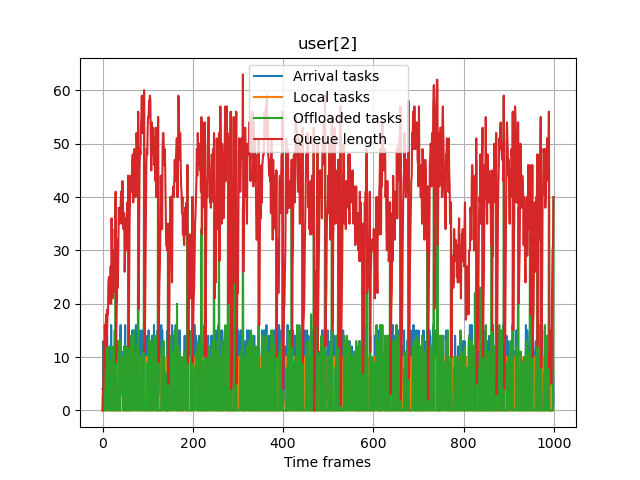 user[2]
Arrival tasks
Local tasks
Offloaded tasks
Queue length
60
50
40
30
20
10
0
0 200 400 600 800 1000
Time frames